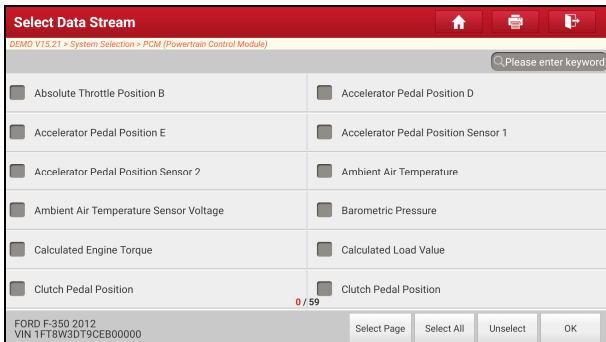 Select Data Stream
DEMO V15.21 > System Selection > PCM (Powertrain Control Module)
Please enter keyword
Absolute Throttle Position B
Accelerator Pedal Position D
Accelerator Pedal Position E
Accelerator Pedal Position Sensor 1
Accelerator Pedal Position Sensor 2
Ambient Air Temperature
Ambient Air Temperature Sensor Voltage
Barometric Pressure
Calculated Engine Torque
Calculated Load Value
Clutch Pedal Position
Clutch Pedal Position
0 / 59
FORD F-350 2012
VIN 1FT8W3DT9CEB00000
Select Page
Select All
Unselect
OK